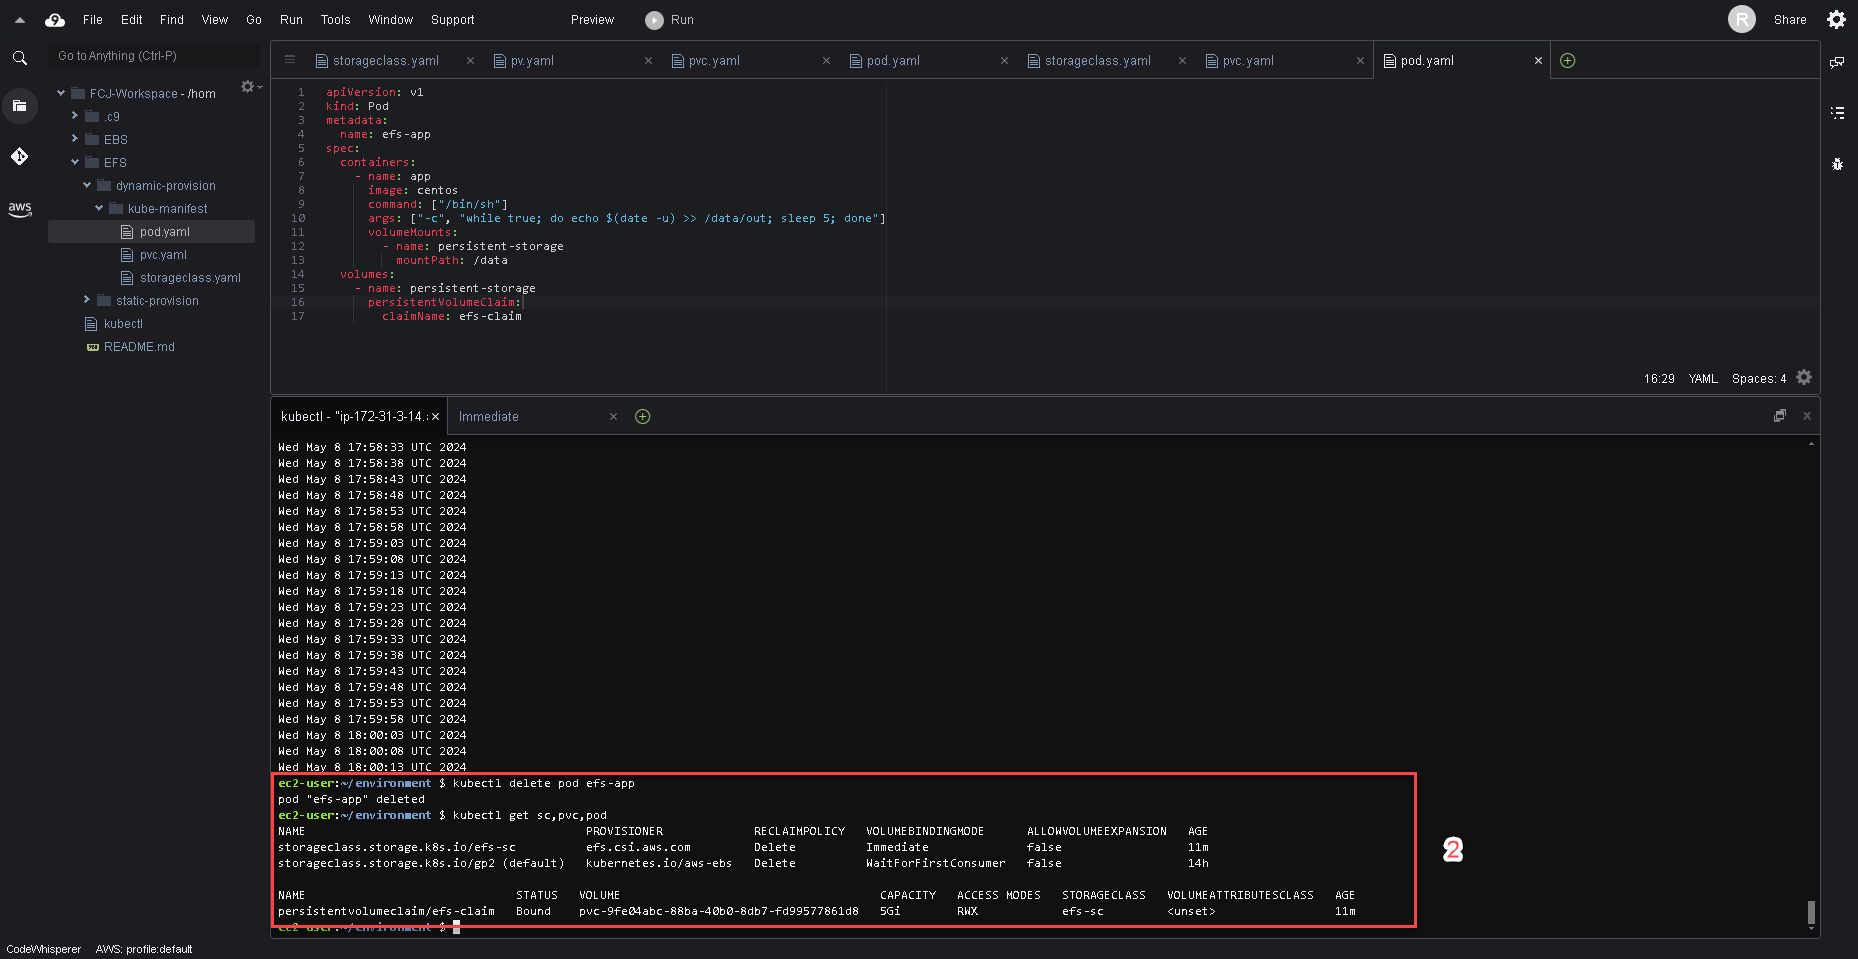 File Edit Find View Go Run Tools Window Support Preview Run R Share
Go to Anything (Ctrl-P)
FCJ-Workspace - /hom
.c9
EBS
EFS
dynamic-provision
kube-manifest
pod.yaml
pvc.yaml
storageclass.yaml
static-provision
kubectl
README.md
aws
storageclass.yaml pv.yaml pvc.yaml pod.yaml storageclass.yaml pvc.yaml pod.yaml
1 apiVersion: v1
2 kind: Pod
3 metadata:
4 name: efs-app
5 spec:
6 containers:
7 - name: app
8 image: centos
9 command: ["/bin/sh"]
10 args: ["-c", "while true; do echo $(date -u) >> /data/out; sleep 5; done"]
11 volumeMounts:
12 - name: persistent-storage
13 mountPath: /data
14 volumes:
15 - name: persistent-storage
16 persistentVolumeClaim:
17 claimName: efs-claim
16:29 YAML Spaces: 4
kubectl - "ip-172-31-3-14. Immediate
Wed May 8 17:58:33 UTC 2024
Wed May 8 17:58:38 UTC 2024
Wed May 8 17:58:43 UTC 2024
Wed May 8 17:58:48 UTC 2024
Wed May 8 17:58:53 UTC 2024
Wed May 8 17:58:58 UTC 2024
Wed May 8 17:59:03 UTC 2024
Wed May 8 17:59:08 UTC 2024
Wed May 8 17:59:13 UTC 2024
Wed May 8 17:59:18 UTC 2024
Wed May 8 17:59:23 UTC 2024
Wed May 8 17:59:28 UTC 2024
Wed May 8 17:59:33 UTC 2024
Wed May 8 17:59:38 UTC 2024
Wed May 8 17:59:43 UTC 2024
Wed May 8 17:59:48 UTC 2024
Wed May 8 17:59:53 UTC 2024
Wed May 8 17:59:58 UTC 2024
Wed May 8 18:00:03 UTC 2024
Wed May 8 18:00:08 UTC 2024
Wed May 8 18:00:13 UTC 2024
ec2-user:~/environment $ kubectl delete pod efs-app
pod "efs-app" deleted
ec2-user:~/environment $ kubectl get sc,pvc,pod
NAME PROVISIONER RECLAIMPOLICY VOLUMEBINDINGMODE ALLOWVOLUMEEXPANSION AGE
storageclass.storage.k8s.io/efs-sc efs.csi.aws.com Delete Immediate false 11m
storageclass.storage.k8s.io/gp2 (default) kubernetes.io/aws-ebs Delete WaitForFirstConsumer false 14h
NAME STATUS VOLUME CAPACITY ACCESS MODES STORAGECLASS VOLUMEATTRIBUTESCLASS AGE
persistentvolumeclaim/efs-claim Bound pvc-9fe04abc-88ba-40b0-8db7-fd99577861d8 5Gi RWX efs-sc <unset> 11m
ec2-user:~/environment $
2
CodeWhisperer AWS: profile:default